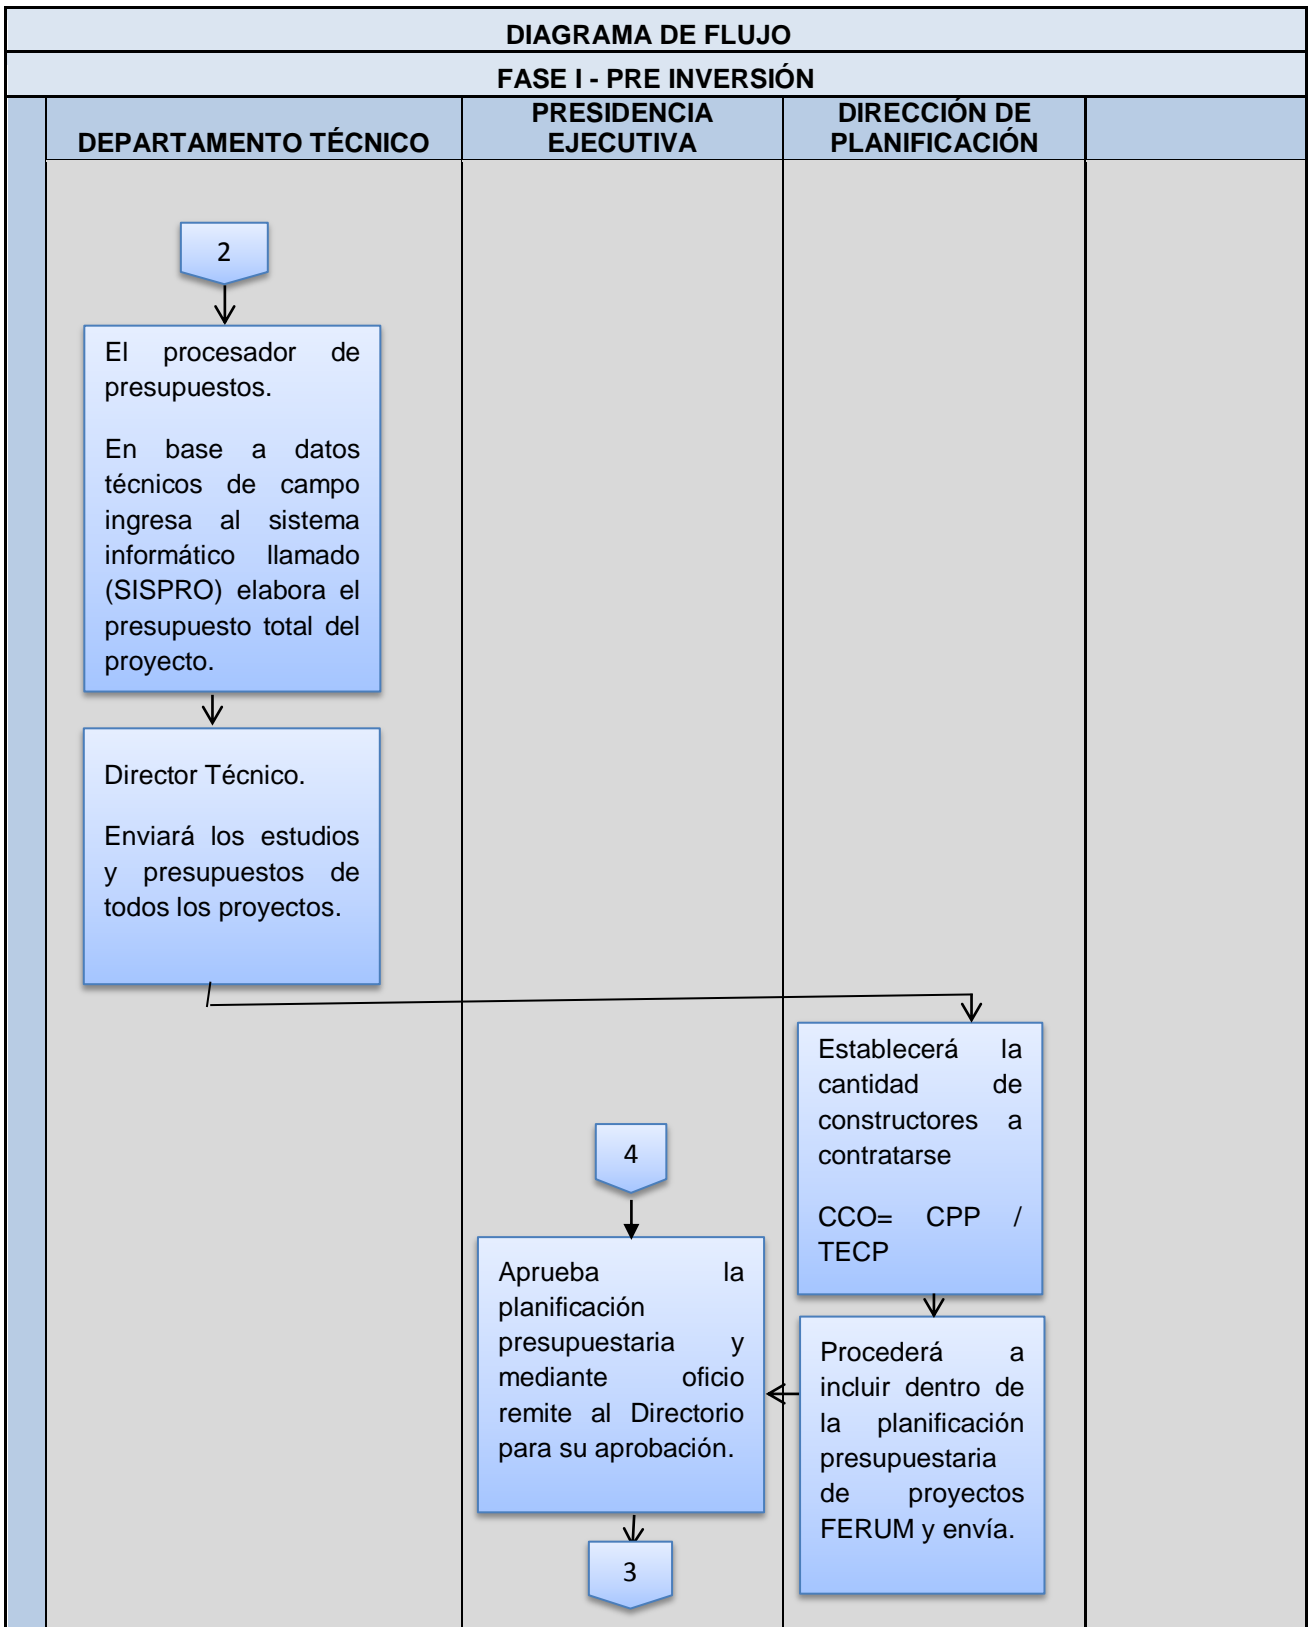 DIAGRAMA DE FLUJO
FASE I - PRE INVERSIÓN
DEPARTAMENTO TÉCNICO
PRESIDENCIA
EJECUTIVA
DIRECCIÓN DE
PLANIFICACIÓN
2
El procesador de
presupuestos.
En base a datos
técnicos de campo
ingresa al sistema
informático llamado
(SISPRO) elabora el
presupuesto total del
proyecto.
Director Técnico.
Enviará los estudios
y presupuestos de
todos los proyectos.
Establecerá la
cantidad de
constructores a
contratarse
CCO= CPP /
TECP
Procederá a
incluir dentro de
la planificación
presupuestaria
de proyectos
FERUM y envía.
4
Aprueba la
planificación
presupuestaria y
mediante oficio
remite al Directorio
para su aprobación.
3